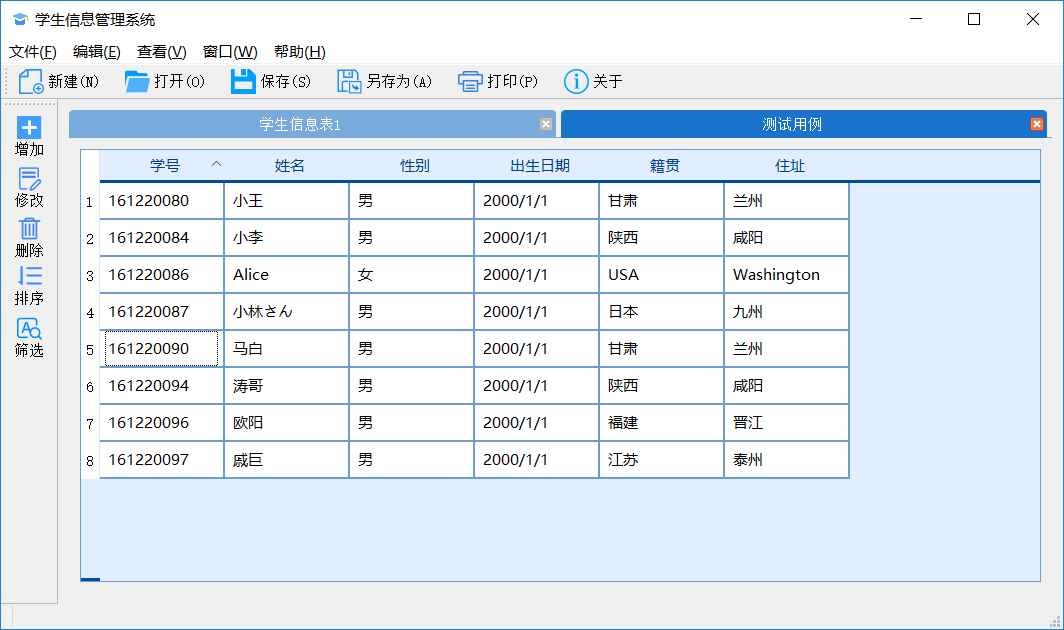 学生信息管理系统
文件(F) 编辑(E) 查看(V) 窗口(W) 帮助(H)
新建(N) 打开(O) 保存(S) 另存为(A) 打印(P) 关于
增加
修改
删除
排序
筛选
学生信息表1 测试用例
学号 姓名 性别 出生日期 籍贯 住址
1 161220080 小王 男 2000/1/1 甘肃 兰州
2 161220084 小李 男 2000/1/1 陕西 咸阳
3 161220086 Alice 女 2000/1/1 USA Washington
4 161220087 小林さん 男 2000/1/1 日本 九州
5 161220090 马白 男 2000/1/1 甘肃 兰州
6 161220094 涛哥 男 2000/1/1 陕西 咸阳
7 161220096 欧阳 男 2000/1/1 福建 晋江
8 161220097 戚巨 男 2000/1/1 江苏 泰州